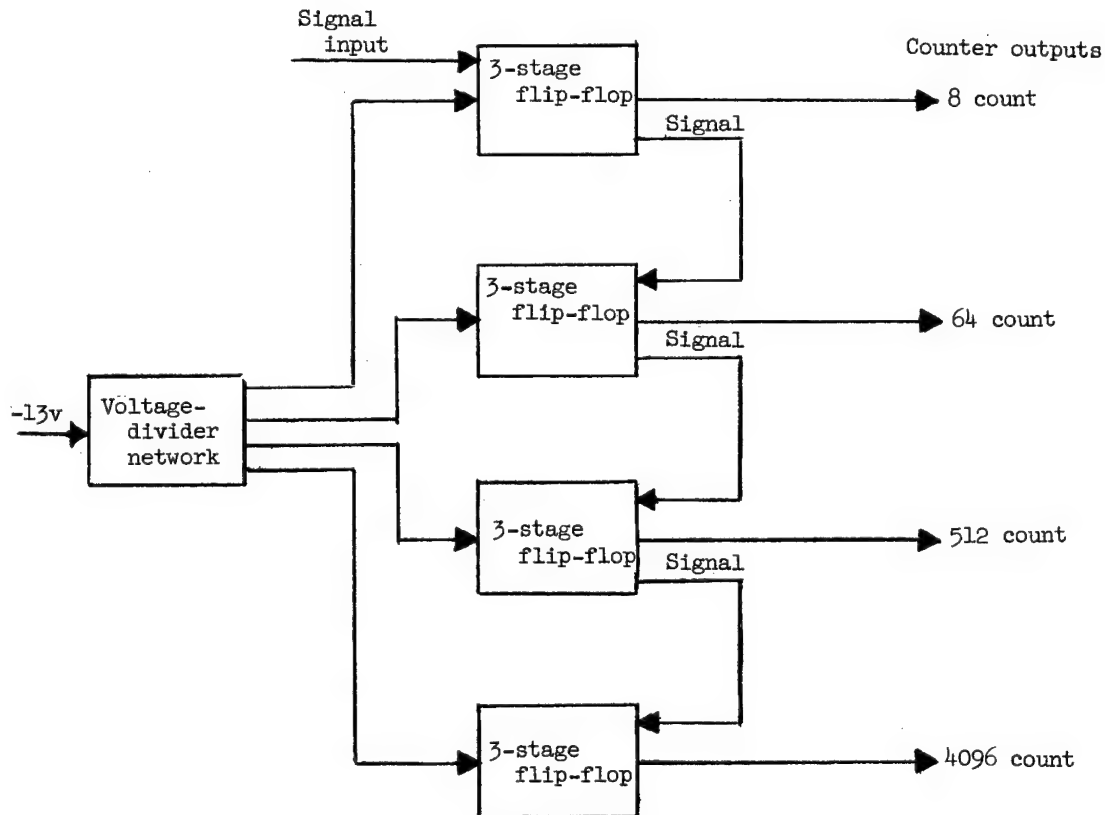 Signal
input
Counter outputs
3-stage
flip-flop
8 count
Signal
3-stage
flip-flop
64 count
Signal
-13v
Voltage-
divider
network
3-stage
flip-flop
512 count
Signal
3-stage
flip-flop
4096 count